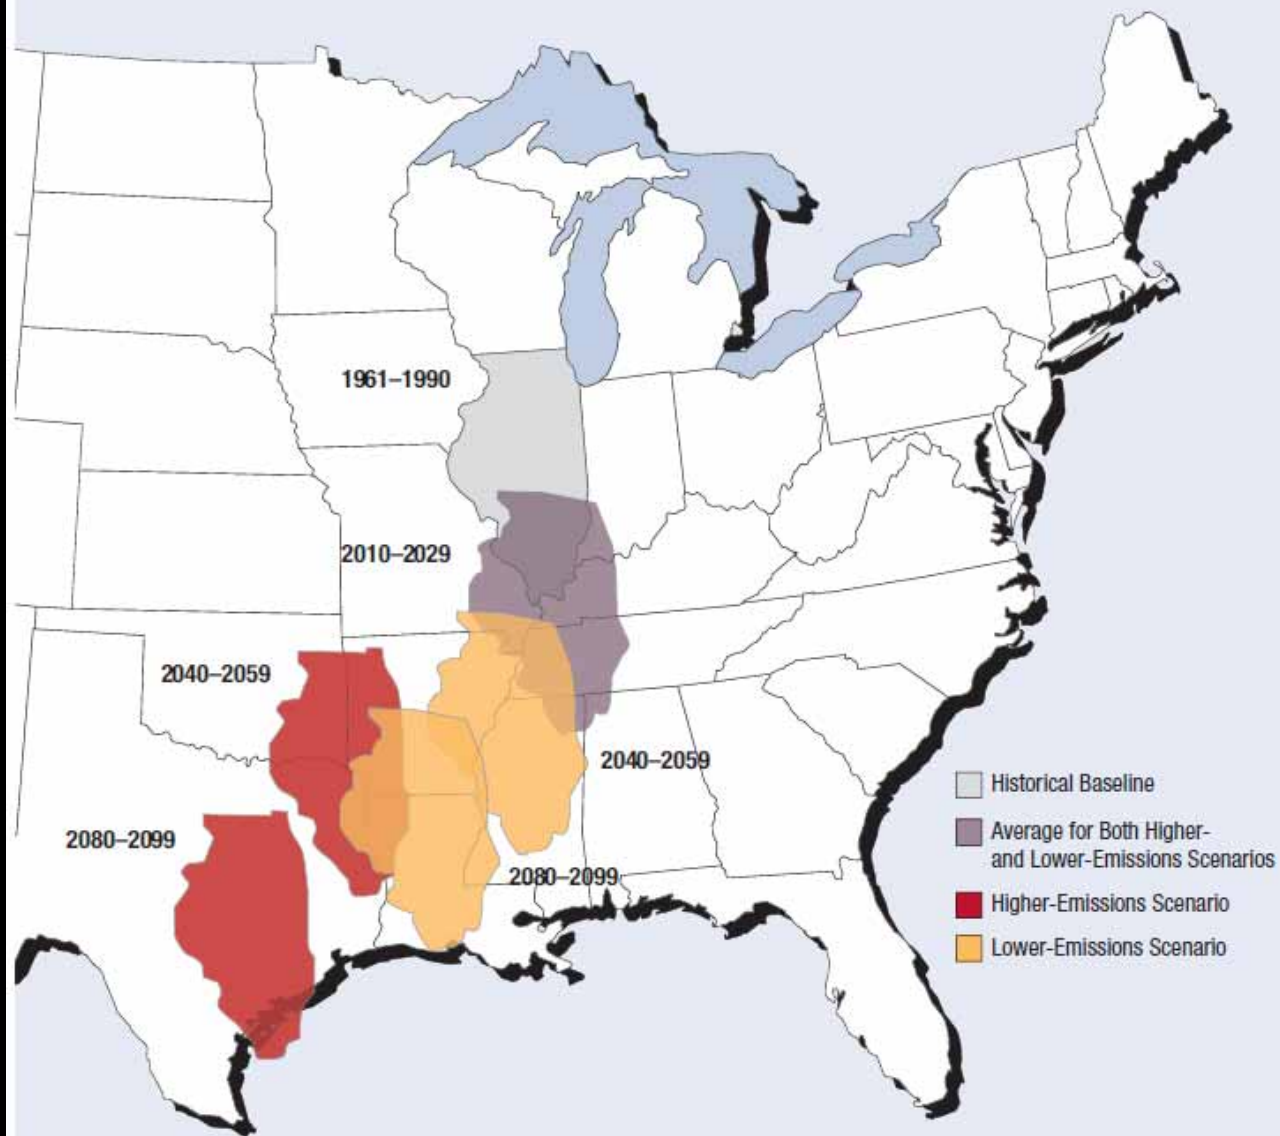 1961–1990
2010–2029
2040–2059
2040–2059
2080–2099
2080–2099
Historical Baseline
Average for Both Higher-
and Lower-Emissions Scenarios
Higher-Emissions Scenario
Lower-Emissions Scenario